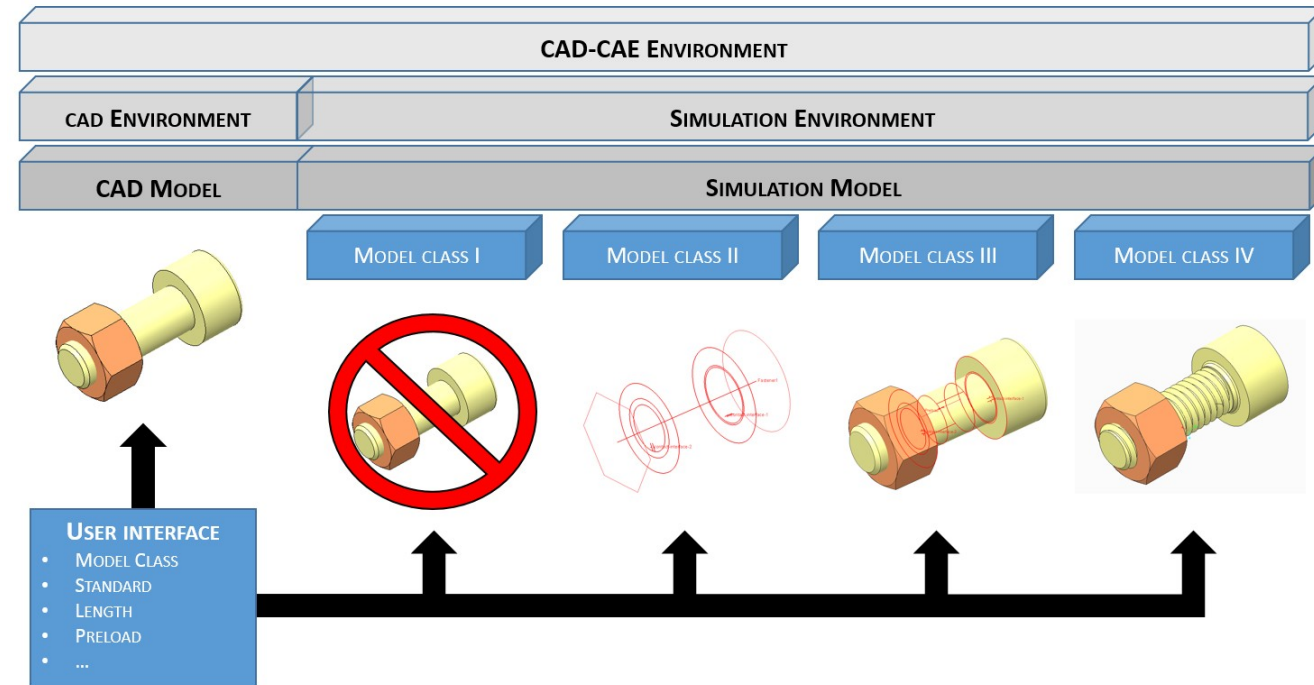 CAD-CAE ENVIRONMENT
CAD ENVIRONMENT
SIMULATION ENVIRONMENT
CAD MODEL
SIMULATION MODEL
MODEL CLASS I
MODEL CLASS II
MODEL CLASS III
MODEL CLASS IV
USER INTERFACE
• MODEL CLASS
• STANDARD
• LENGTH
• PRELOAD
• ...